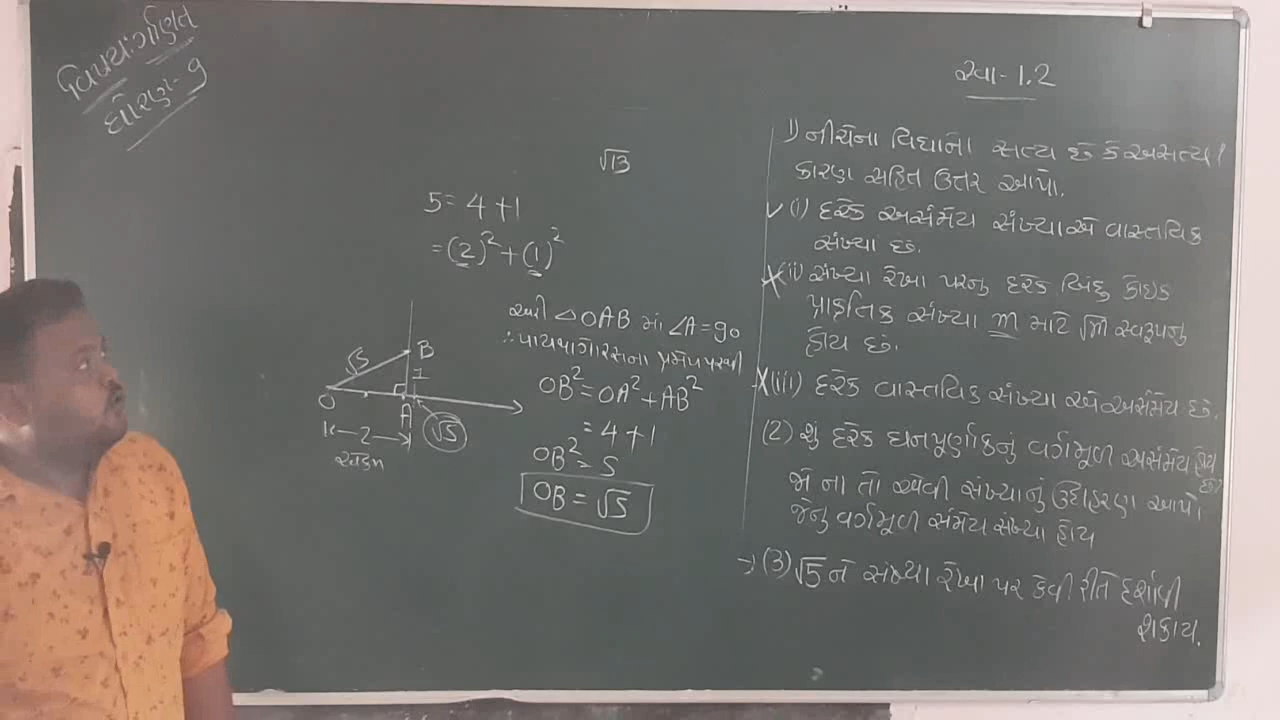 વિષય:ગણિત
ધોરણ-9
√13
5 = 4 + 1
= (2)² + (1)²
√5
B
1
O
A
2
√5
એકમ
અહીં △OAB માં ∠A = 90
∴ પાયથાગોરસના પ્રમેય પરથી
OB² = OA² + AB²
= 4 + 1
OB² = 5
OB = √5
સ્વા - 1.2
1) નીચેના વિધાનો સત્ય છે કે અસત્ય?
કારણ સહિત ઉત્તર આપો.
✓ (i) દરેક અસંમેય સંખ્યા એ વાસ્તવિક
સંખ્યા છે.
X (ii) સંખ્યા રેખા પરનુ દરેક બિંદુ કોઇક
પ્રાકૃતિક સંખ્યા m માટે √m સ્વરૂપનુ
હોય છે.
X (iii) દરેક વાસ્તવિક સંખ્યા એ અસંમેય છે.
(2) શું દરેક ધનપૂર્ણાંકનું વર્ગમૂળ અસંમેય હોય છે?
જો ના તો એવી સંખ્યાનું ઉદાહરણ આપો
જેનુ વર્ગમૂળ સંમેય સંખ્યા હોય
→ (3) √5 ને સંખ્યા રેખા પર કેવી રીતે દર્શાવી
શકાય.